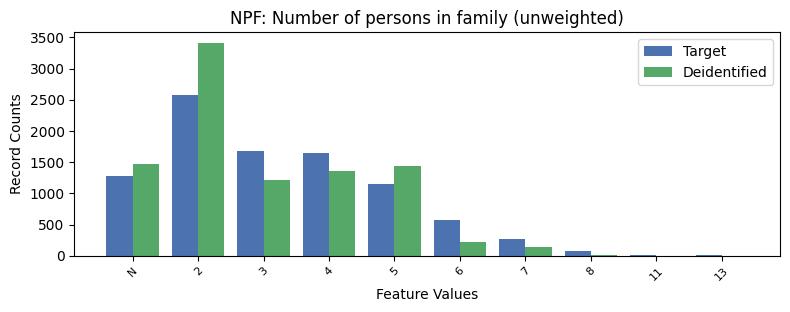 NPF: Number of persons in family (unweighted)
Target
Deidentified
Record Counts
3500
3000
2500
2000
1500
1000
500
0
N 2 3 4 5 6 7 8 11 13
Feature Values